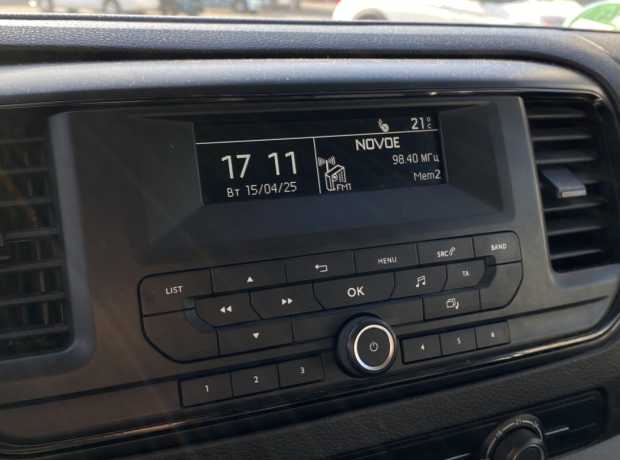 21°C
17 11
NOVOE
98.40 МГц
Mem2
Вт 15/04/25
FM1
LIST
MENU
SRC
BAND
OK
TA
1
2
3
4
5
6